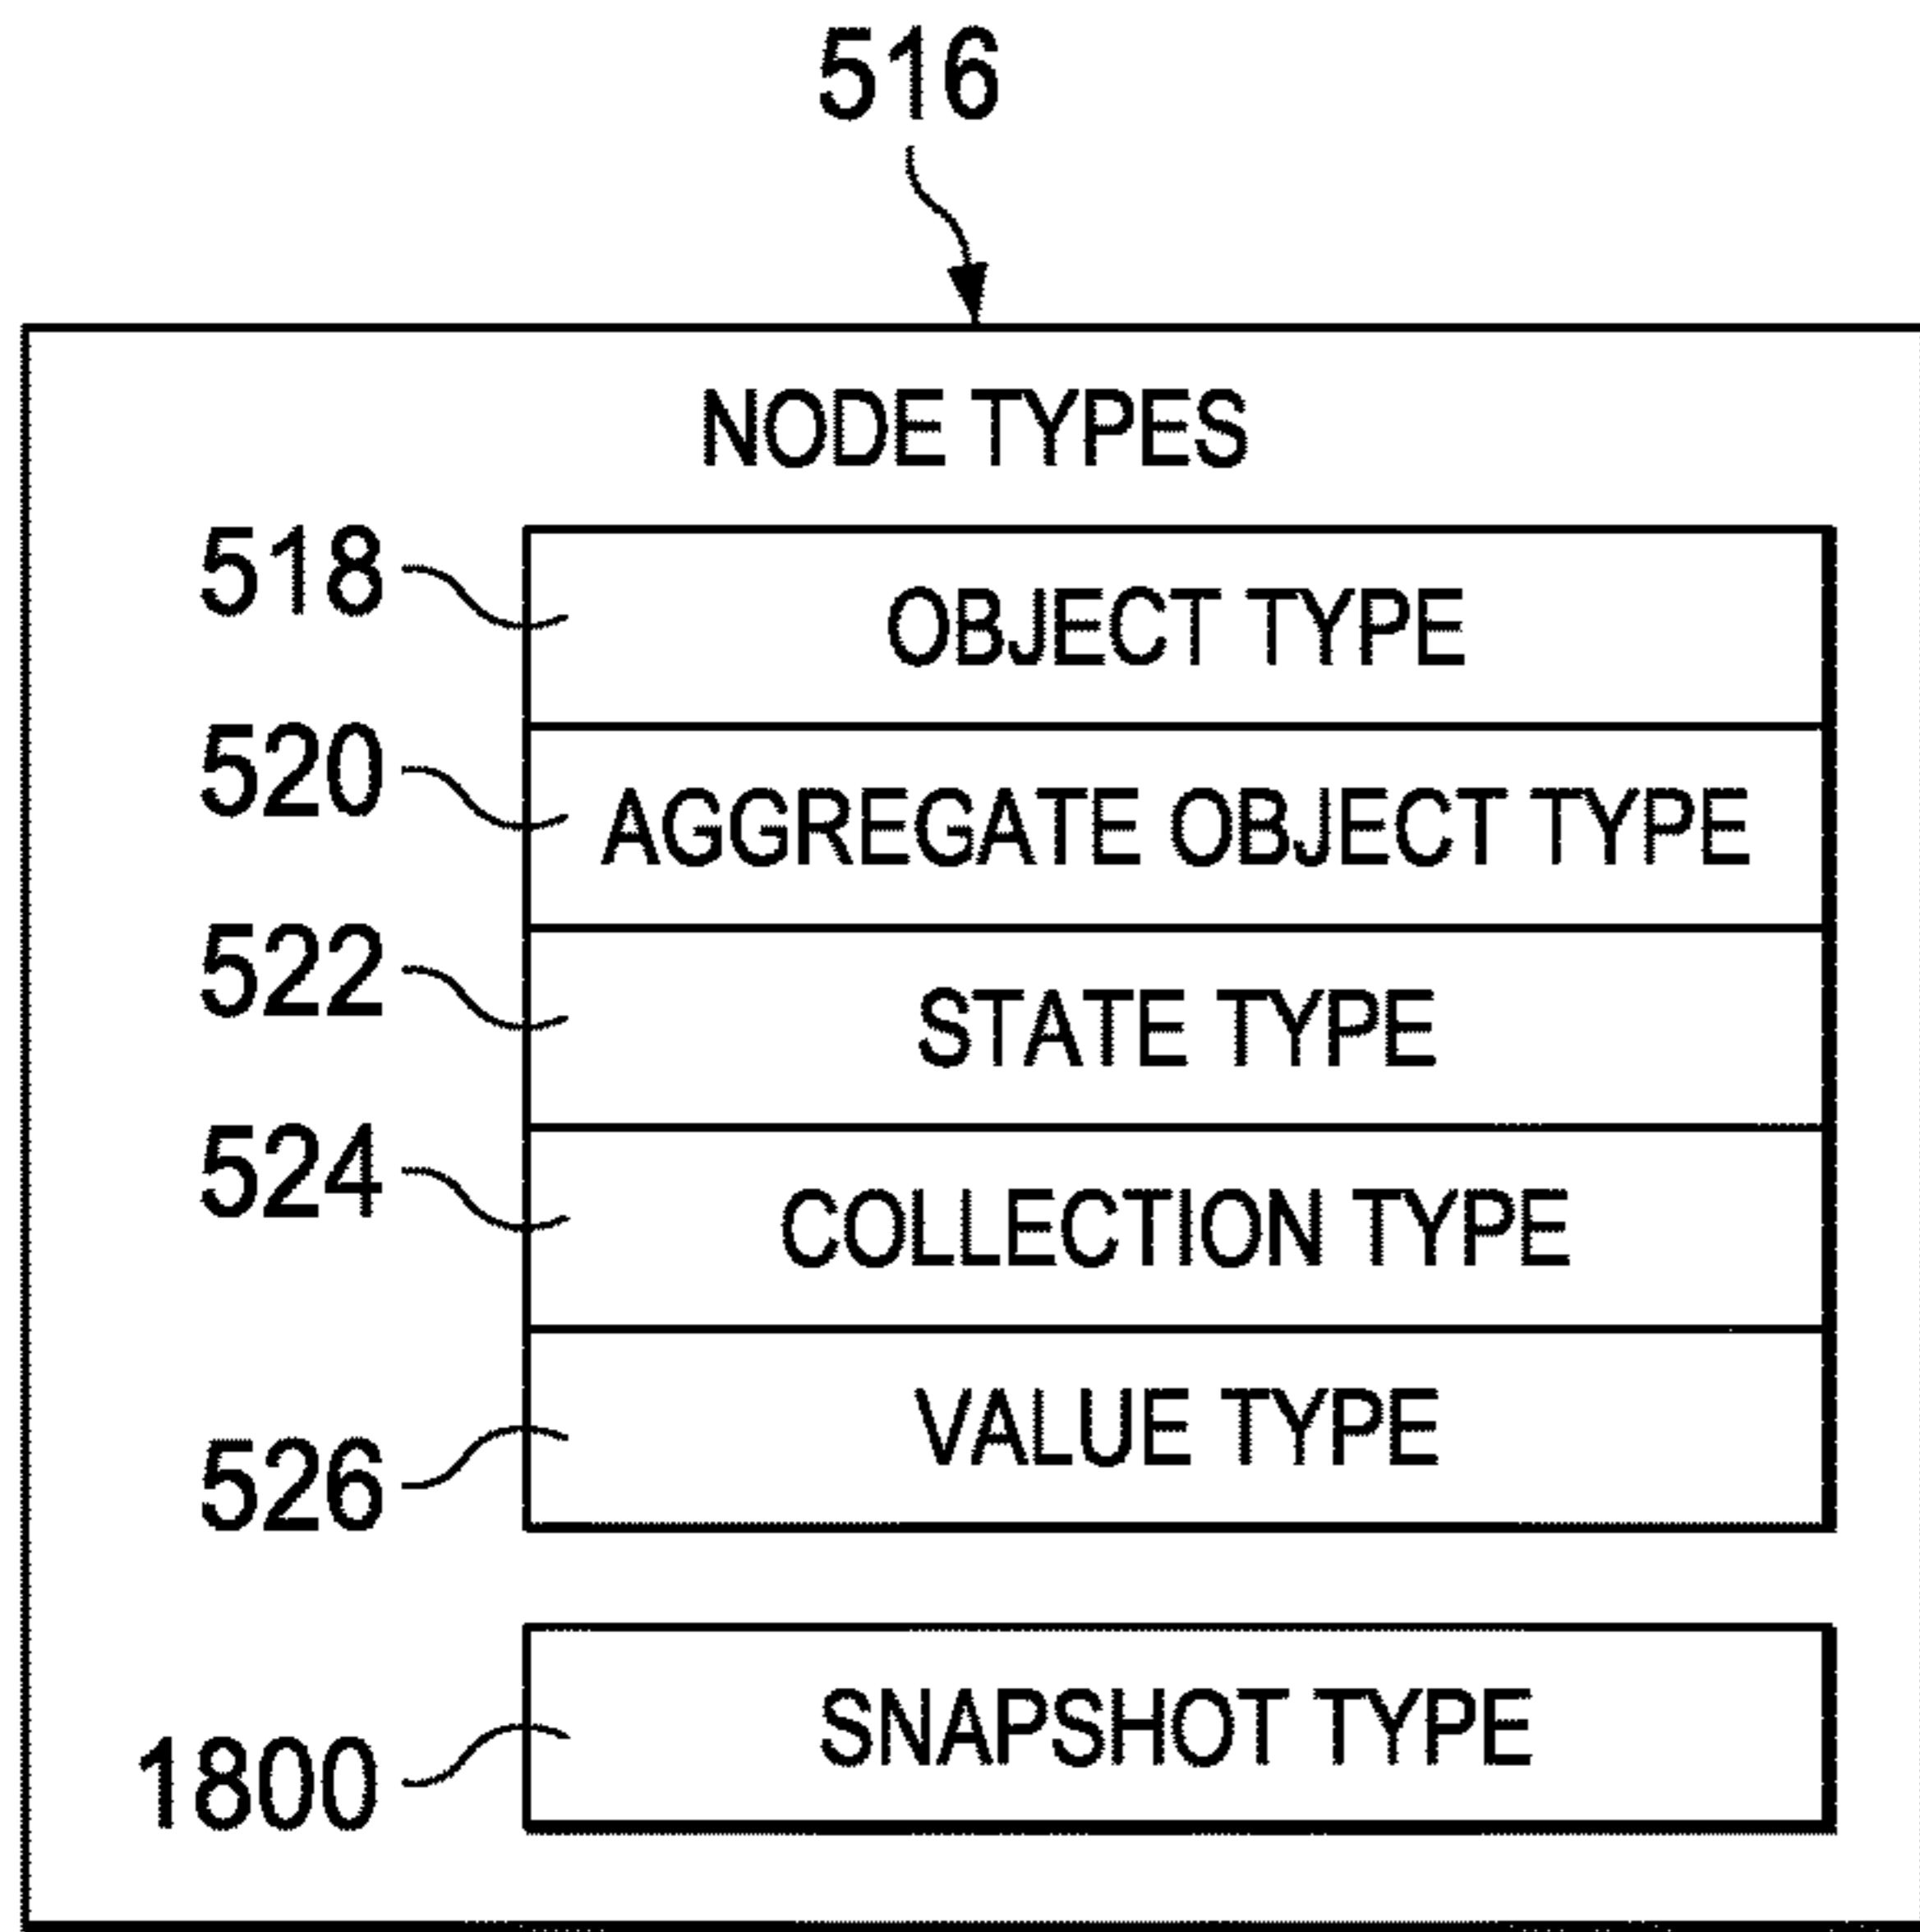 516
NODE TYPES
518 OBJECT TYPE
520 AGGREGATE OBJECT TYPE
522 STATE TYPE
524 COLLECTION TYPE
526 VALUE TYPE
1800 SNAPSHOT TYPE